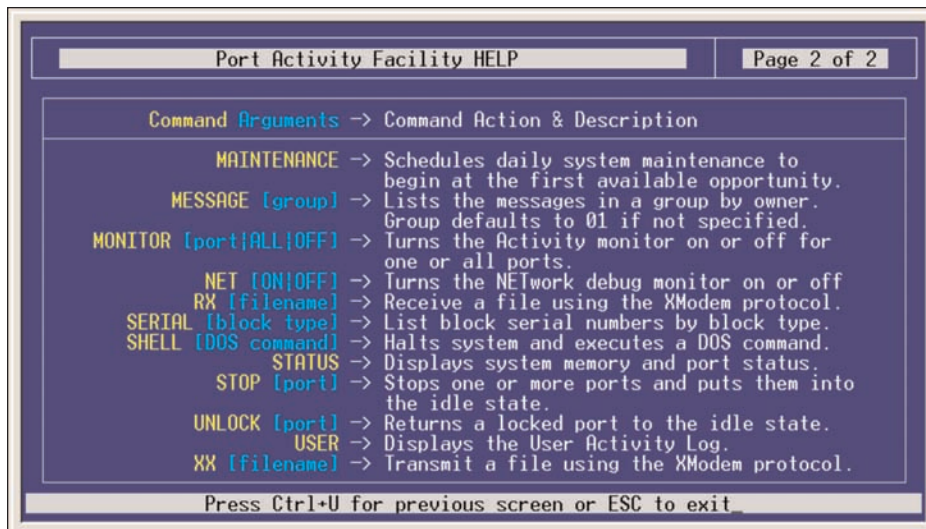 Port Activity Facility HELP
Page 2 of 2
Command Arguments -> Command Action & Description
MAINTENANCE -> Schedules daily system maintenance to
begin at the first available opportunity.
MESSAGE [group] -> Lists the messages in a group by owner.
Group defaults to 01 if not specified.
MONITOR [port|ALL|OFF] -> Turns the Activity monitor on or off for
one or all ports.
NET [ON|OFF] -> Turns the NETwork debug monitor on or off
RX [filename] -> Receive a file using the XModem protocol.
SERIAL [block type] -> List block serial numbers by block type.
SHELL [DOS command] -> Halts system and executes a DOS command.
STATUS -> Displays system memory and port status.
STOP [port] -> Stops one or more ports and puts them into
the idle state.
UNLOCK [port] -> Returns a locked port to the idle state.
USER -> Displays the User Activity Log.
XX [filename] -> Transmit a file using the XModem protocol.
Press Ctrl+U for previous screen or ESC to exit_